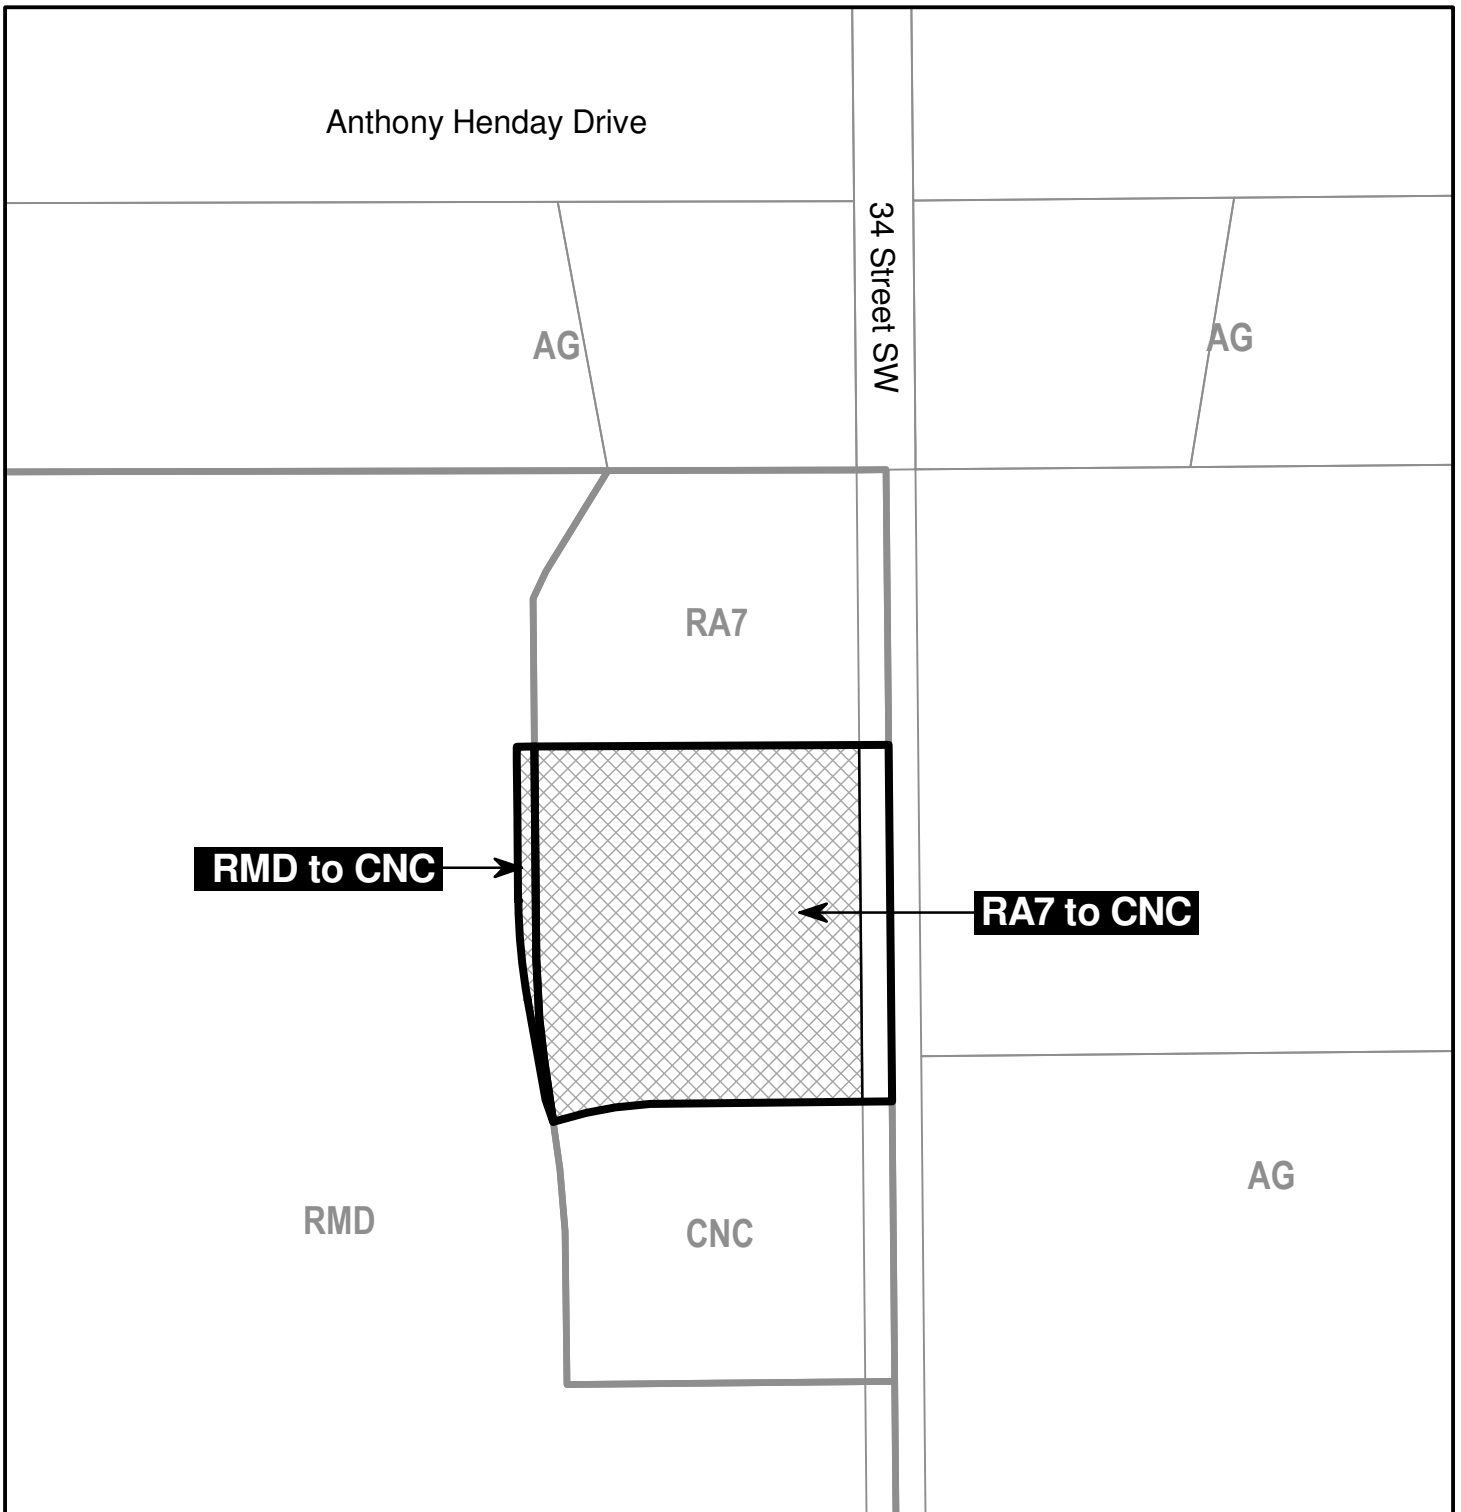 Anthony Henday Drive
34 Street SW
AG
AG
RA7
RMD to CNC
RA7 to CNC
AG
RMD
CNC